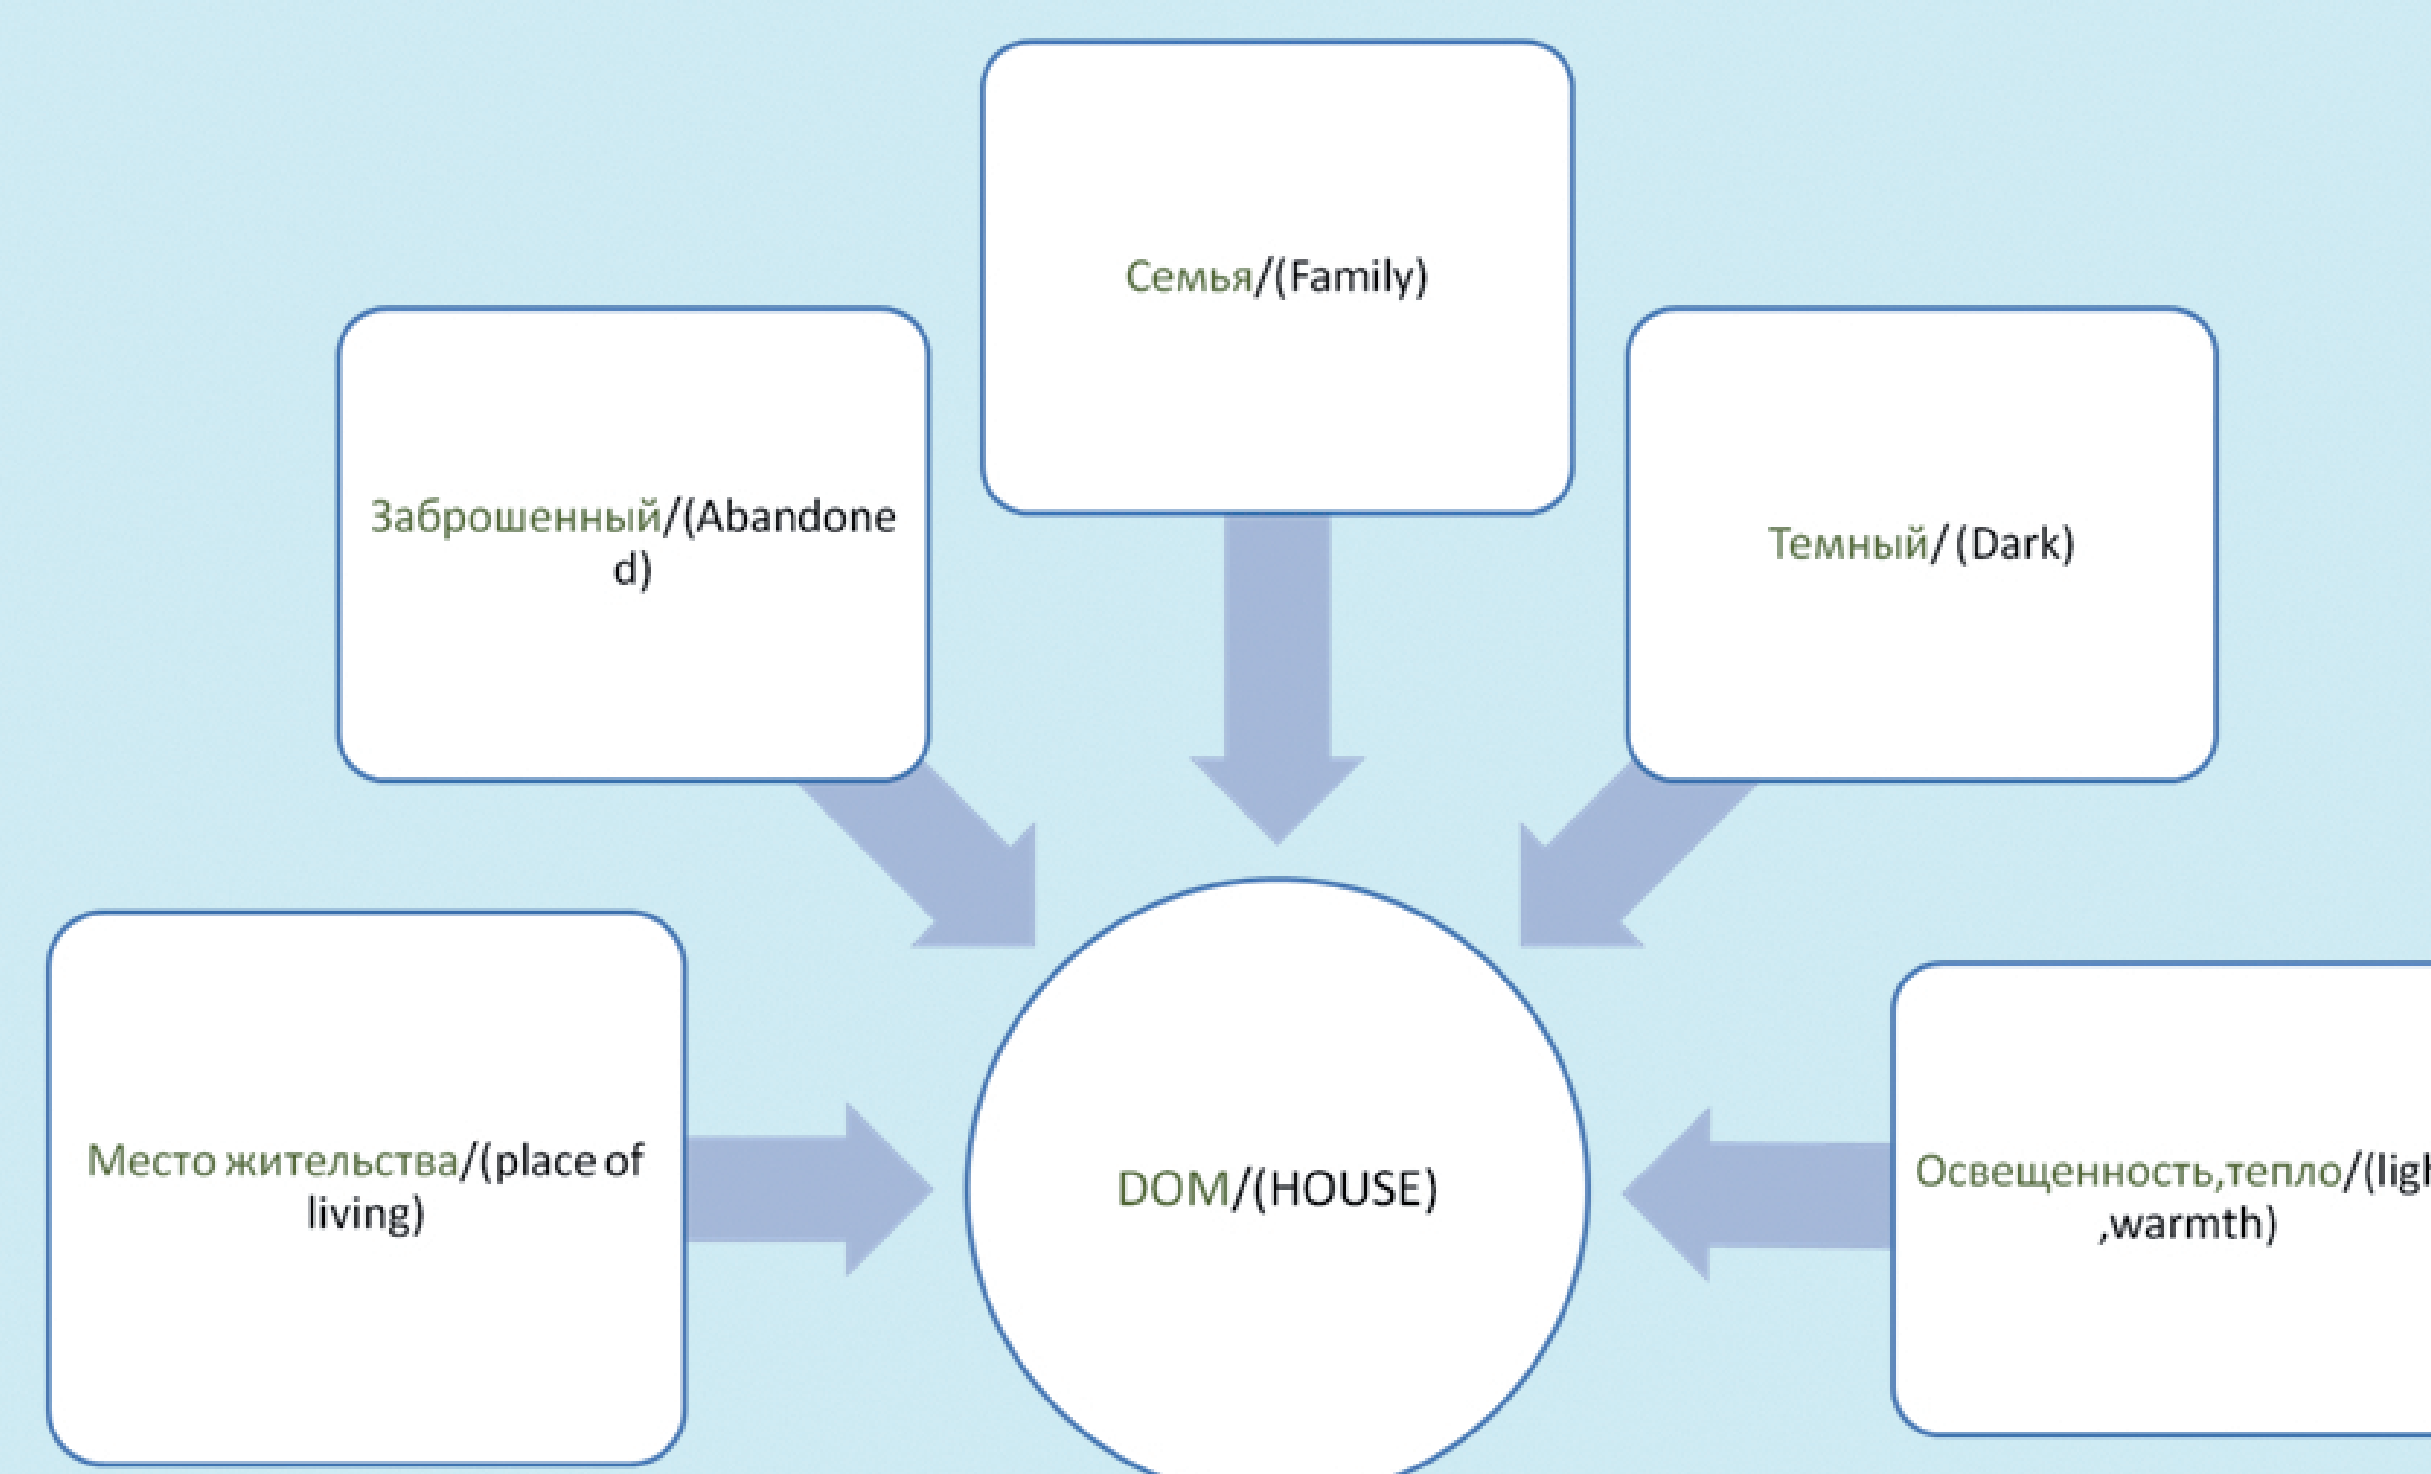 Семья/(Family)
Заброшенный/(Abandone
d)
Темный/(Dark)
Место жительства/(place of
living)
DOM/(HOUSE)
Освещенность,тепло/(ligh
,warmth)